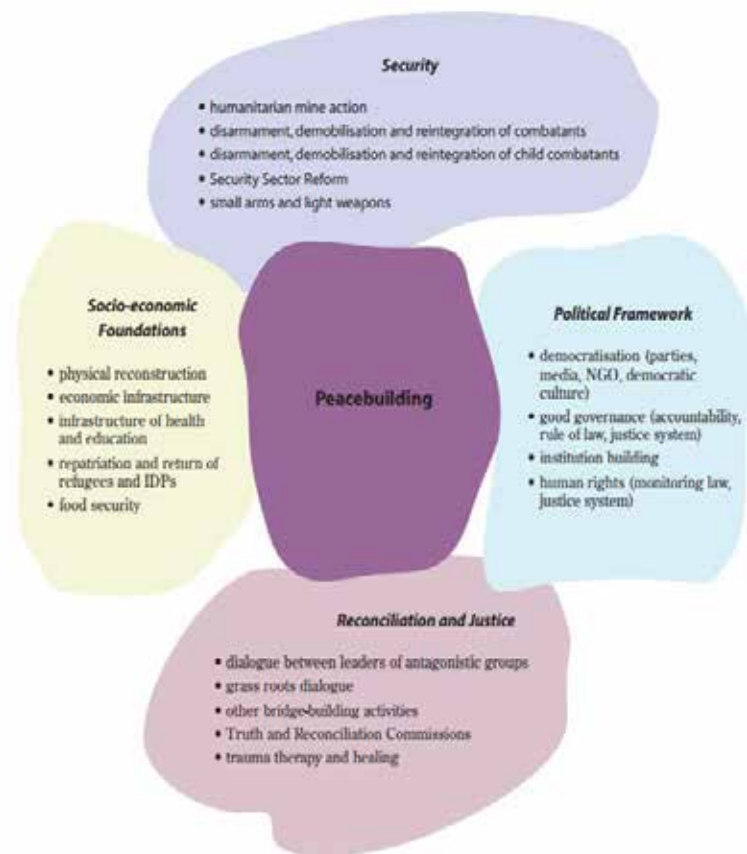 Security
• humanitarian mine action
• disarmament, demobilisation and reintegration of combatants
• disarmament, demobilisation and reintegration of child combatants
• Security Sector Reform
• small arms and light weapons
Socio-economic
Foundations
• physical reconstruction
• economic infrastructure
• infrastructure of health
and education
• repatriation and return of
refugees and IDPs
• food security
Peacebuilding
Political Framework
• democratisation (parties,
media, NGO, democratic
culture)
• good governance (accountability,
rule of law, justice system)
• institution building
• human rights (monitoring law,
justice system)
Reconciliation and Justice
• dialogue between leaders of antagonistic groups
• grass roots dialogue
• other bridge-building activities
• Truth and Reconciliation Commissions
• trauma therapy and healing